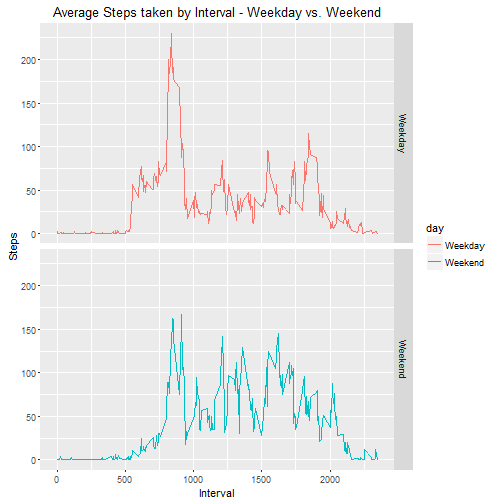 Average Steps taken by Interval - Weekday vs. Weekend
Steps
200
150
100
50
0
Weekday
200
150
100
50
0
Weekend
0
500
1000
1500
2000
Interval
day
Weekday
Weekend